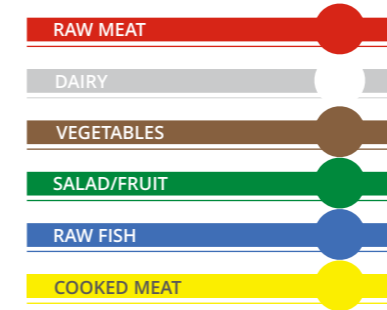 RAW MEAT
DAIRY
VEGETABLES
SALAD/FRUIT
RAW FISH
COOKED MEAT